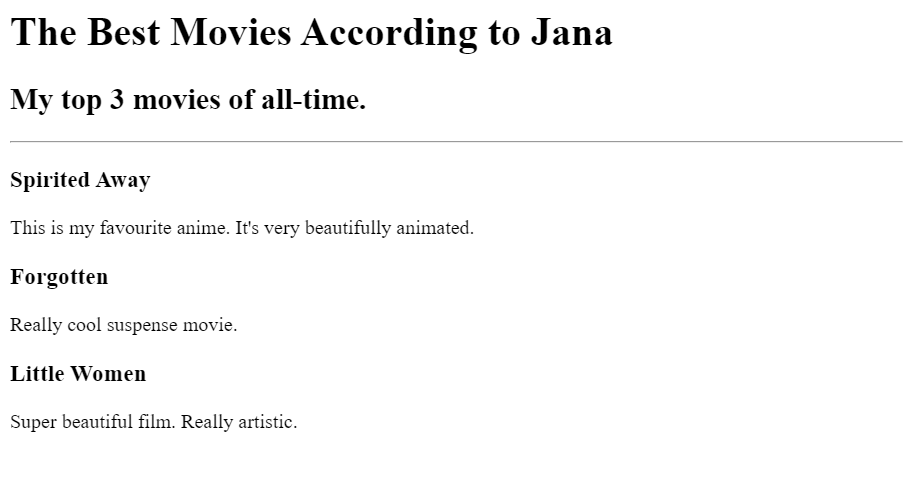 The Best Movies According to Jana
My top 3 movies of all-time.
Spirited Away
This is my favourite anime. It's very beautifully animated.
Forgotten
Really cool suspense movie.
Little Women
Super beautiful film. Really artistic.